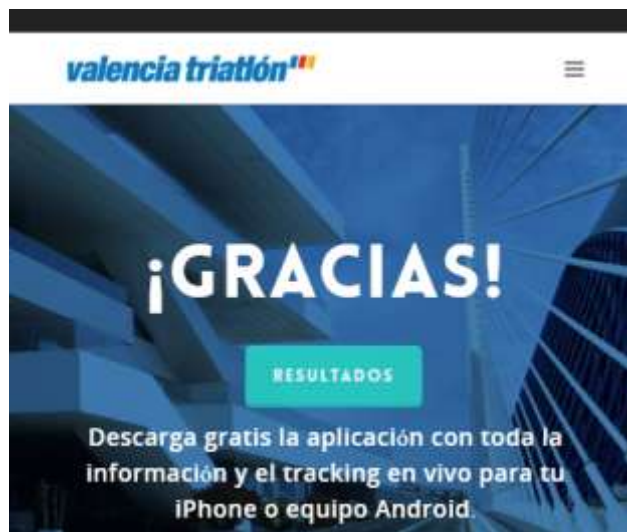 valencia triatlón
¡GRACIAS!
RESULTADOS
Descarga gratis la aplicación con toda la
información y el tracking en vivo para tu
iPhone o equipo Android.